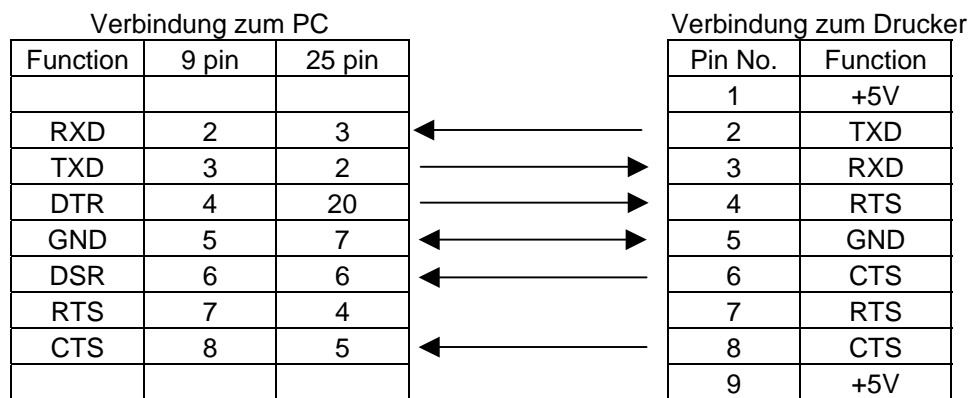 Verbindung zum PC Verbindung zum Drucker
Function 9 pin 25 pin Pin No. Function
1 +5V
RXD 2 3 2 TXD
TXD 3 2 3 RXD
DTR 4 20 4 RTS
GND 5 7 5 GND
DSR 6 6 6 CTS
RTS 7 4 7 RTS
CTS 8 5 8 CTS
9 +5V